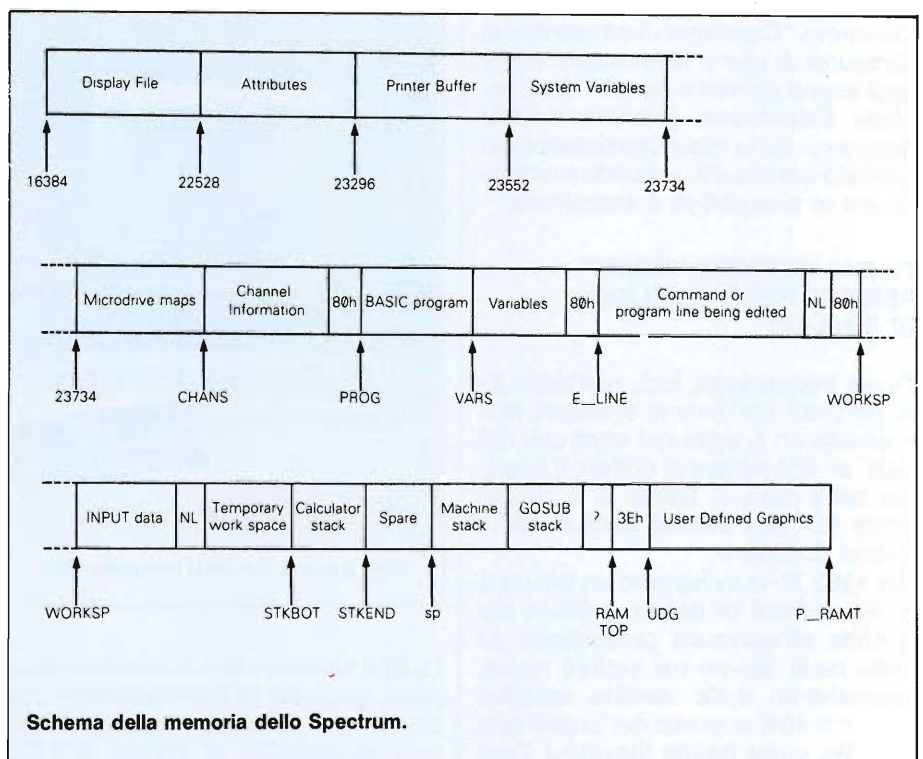 Display File Attributes Printer Buffer System Variables
16384 22528 23296 23552 23734
Microdrive maps Channel Information 80h BASIC program Variables 80h Command or program line being edited NL 80h
23734 CHANS PROG VARS E__LINE WORKSP
INPUT data NL Temporary work space Calculator stack Spare Machine stack GOSUB stack ? 3Eh User Defined Graphics
WORKSP STKBOT STKEND sp RAM TOP UDG P__RAMT
Schema della memoria dello Spectrum.